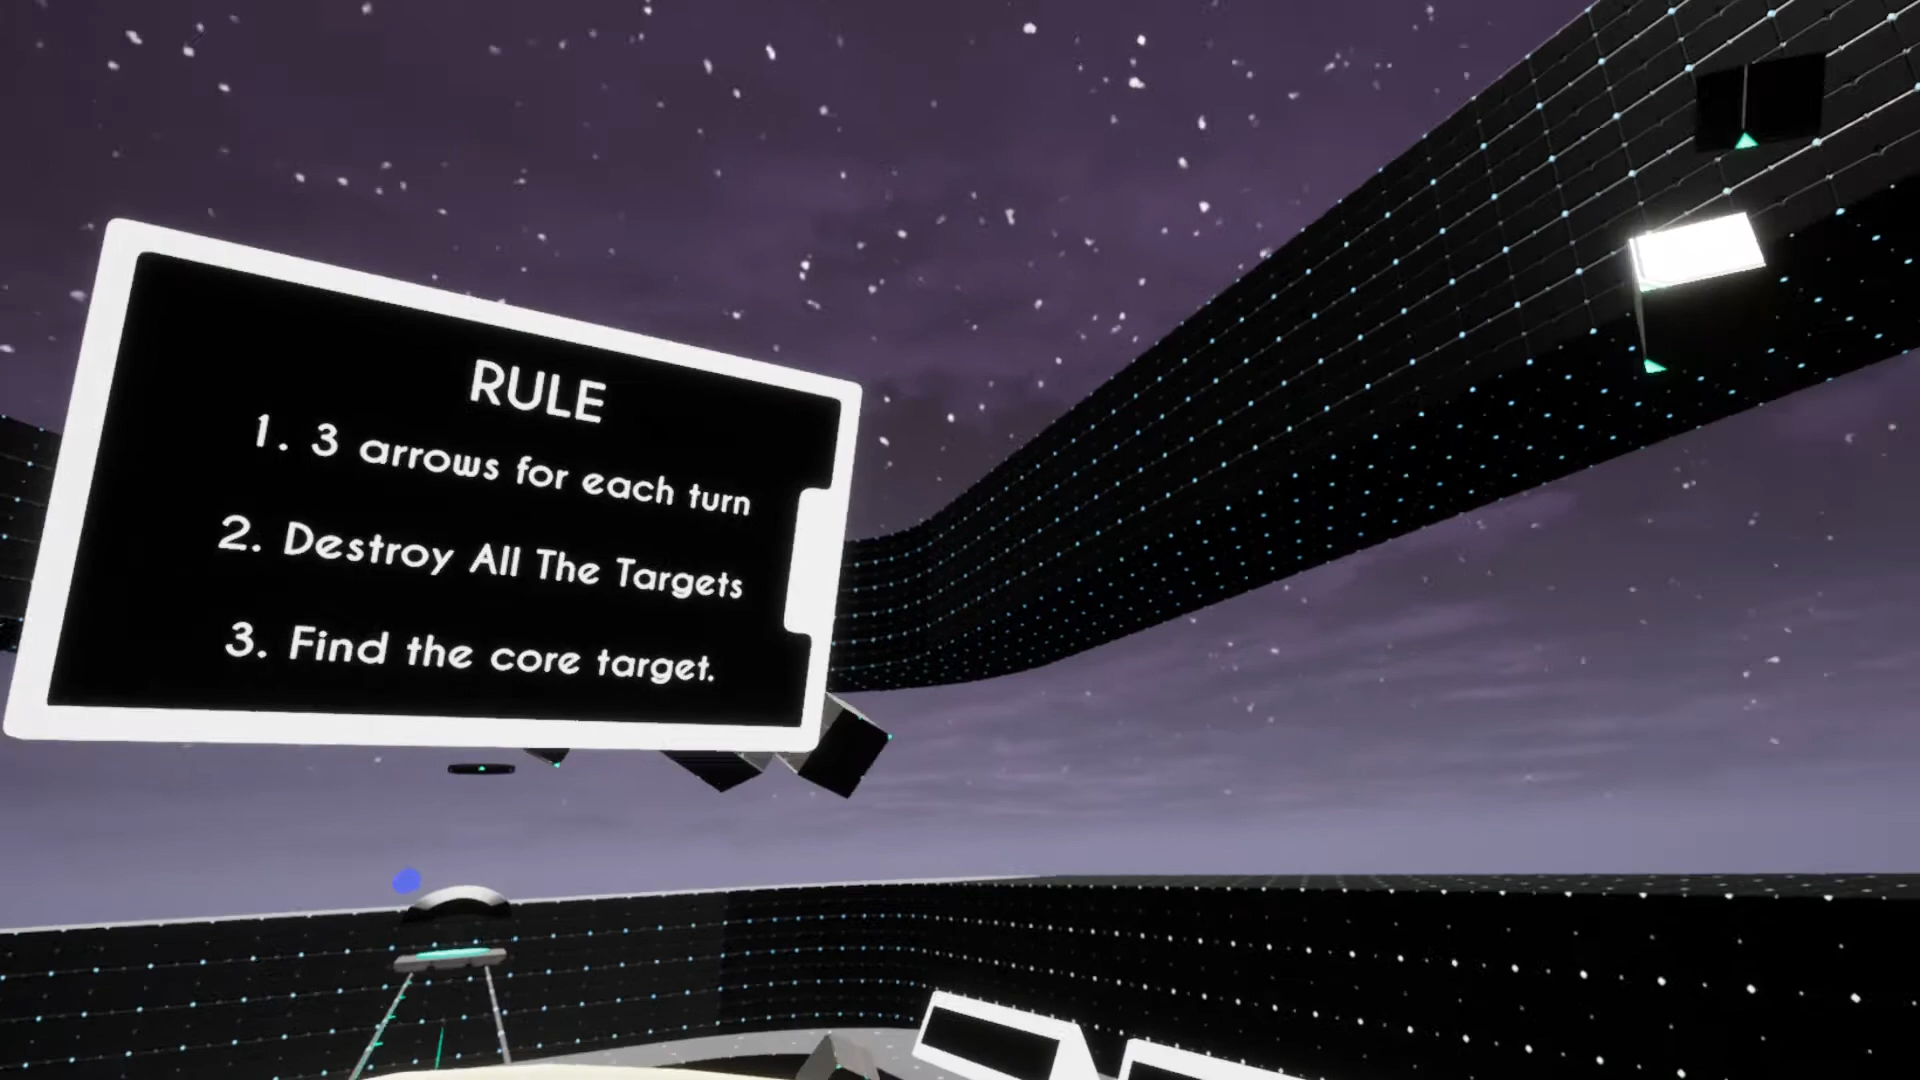 RULE
1. 3 arrows for each turn
2. Destroy All The Targets
3. Find the core target.